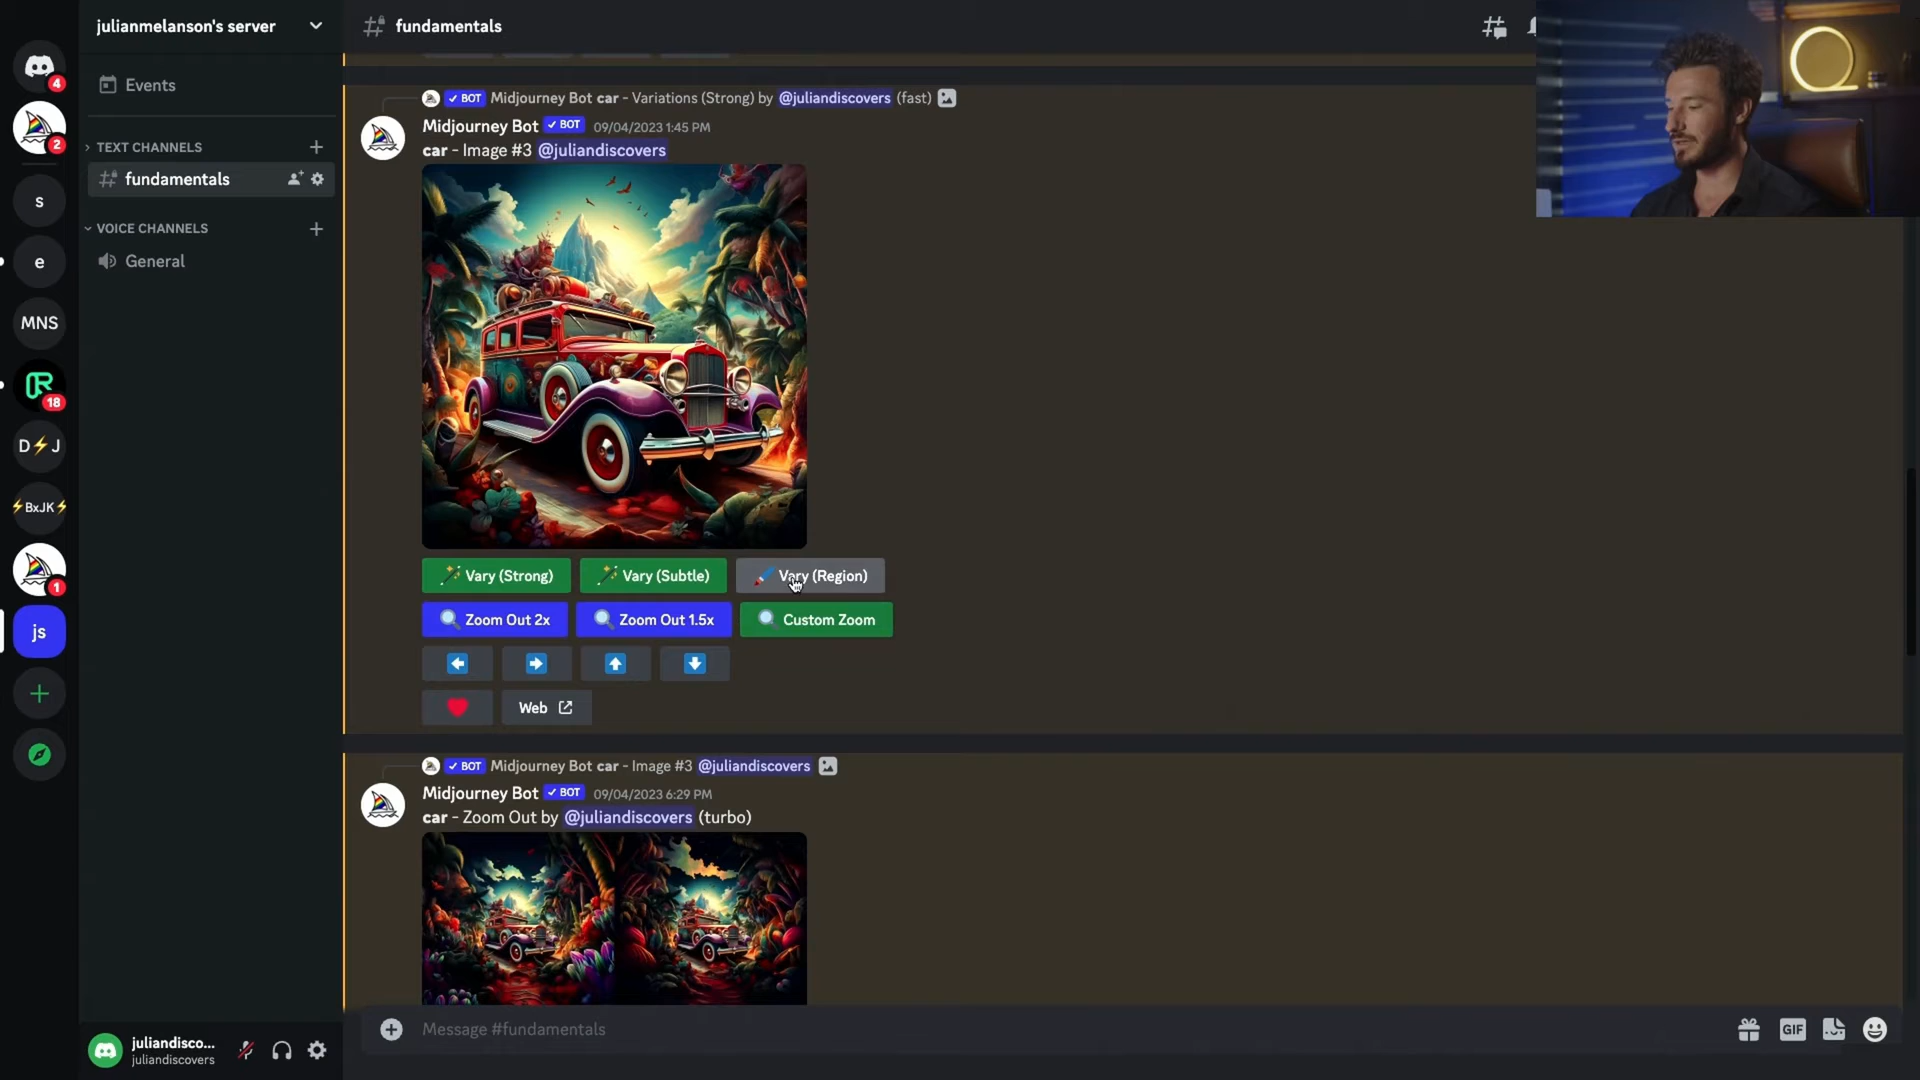 julianmelanson's server
fundamentals
4
Events
2
TEXT CHANNELS
fundamentals
s
VOICE CHANNELS
e
General
MNS
18
D⚡J
⚡BxJK⚡
1
js
BOT Midjourney Bot car - Variations (Strong) by @juliandiscovers (fast)
Midjourney Bot BOT 09/04/2023 1:45 PM
car - Image #3 @juliandiscovers
Vary (Strong) Vary (Subtle) Vary (Region)
Zoom Out 2x Zoom Out 1.5x Custom Zoom
Web
BOT Midjourney Bot car - Image #3 @juliandiscovers
Midjourney Bot BOT 09/04/2023 6:29 PM
car - Zoom Out by @juliandiscovers (turbo)
Message #fundamentals
GIF
juliandisco...
juliandiscovers